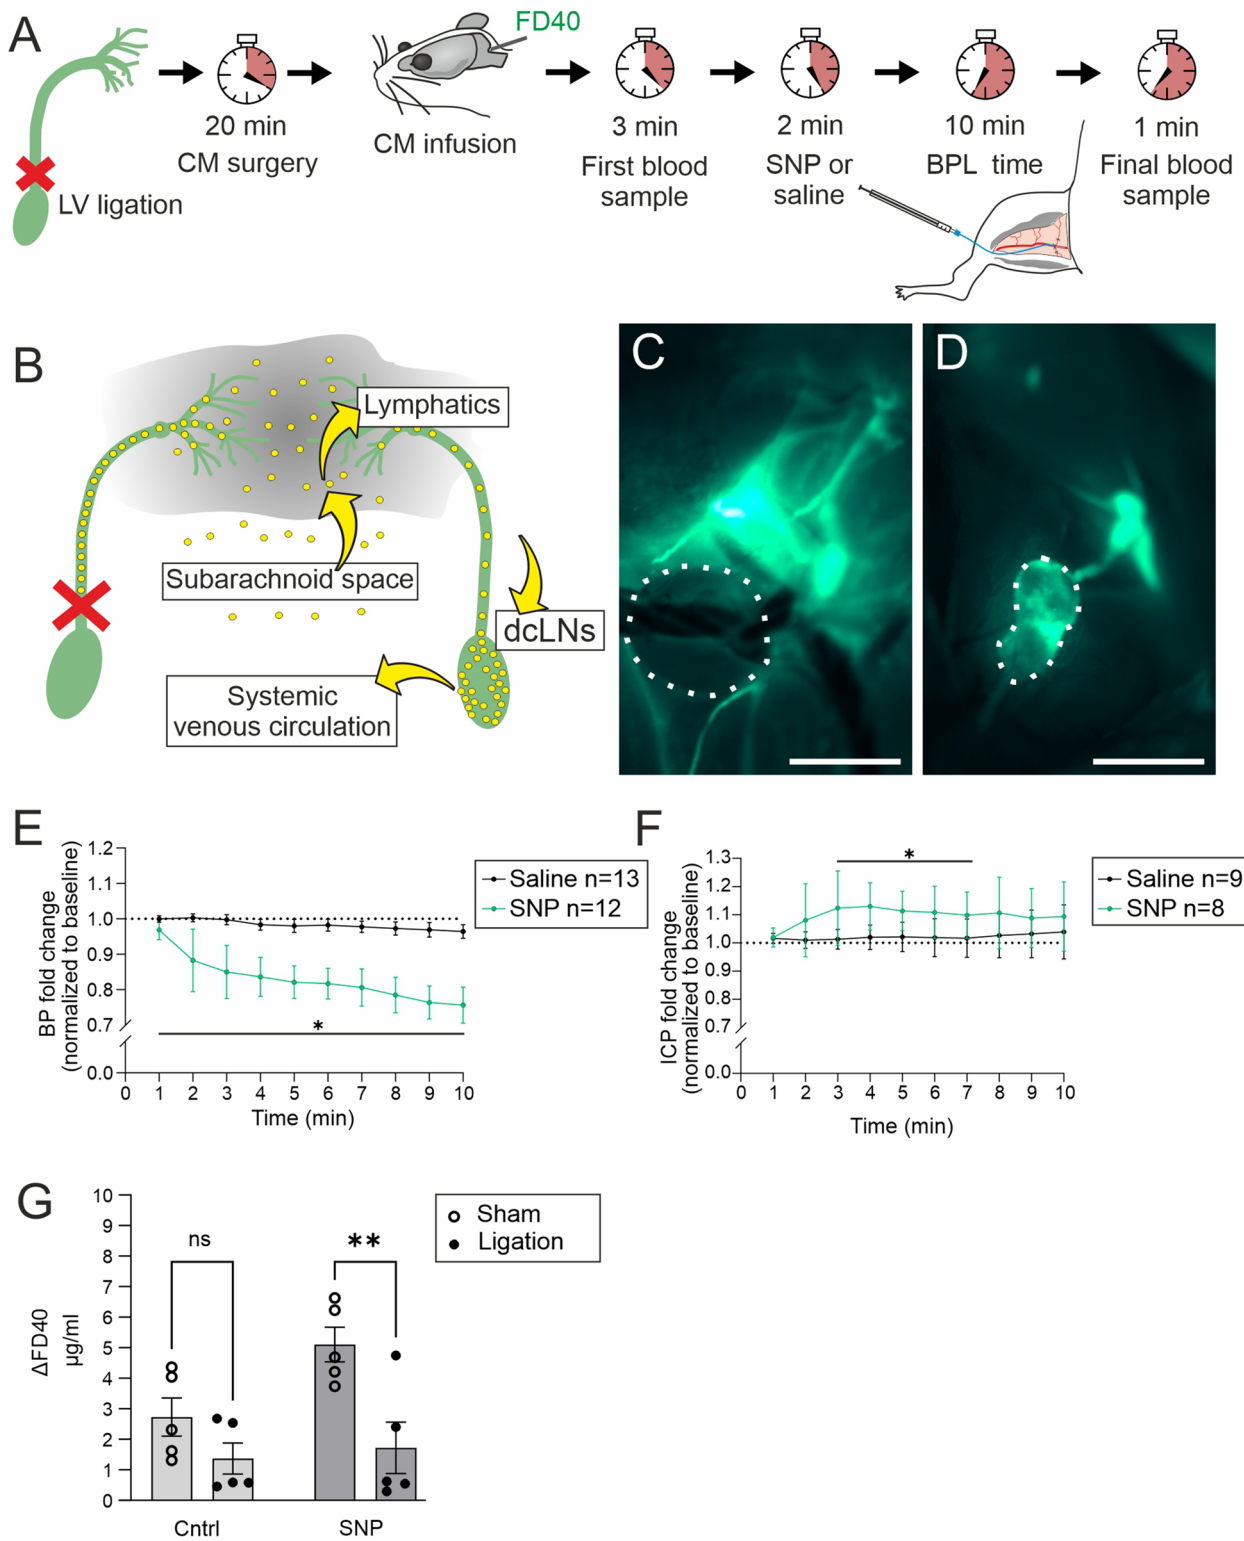 A
FD40
20 min
CM surgery
CM infusion
3 min
First blood
sample
2 min
SNP or
saline
10 min
BPL time
1 min
Final blood
sample
LV ligation
B
Lymphatics
Subarachnoid space
dcLNs
Systemic
venous circulation
C
D
E
BP fold change
(normalized to baseline)
1.2
1.1
1.0
0.9
0.8
0.7
0.0
*
Saline n=13
SNP n=12
0 1 2 3 4 5 6 7 8 9 10
Time (min)
F
ICP fold change
(normalized to baseline)
1.3
1.2
1.1
1.0
0.9
0.8
0.7
0.0
*
Saline n=9
SNP n=8
0 1 2 3 4 5 6 7 8 9 10
Time (min)
G
ΔFD40
µg/ml
10
9
8
7
6
5
4
3
2
1
0
ns
**
Sham
Ligation
Cntrl
SNP